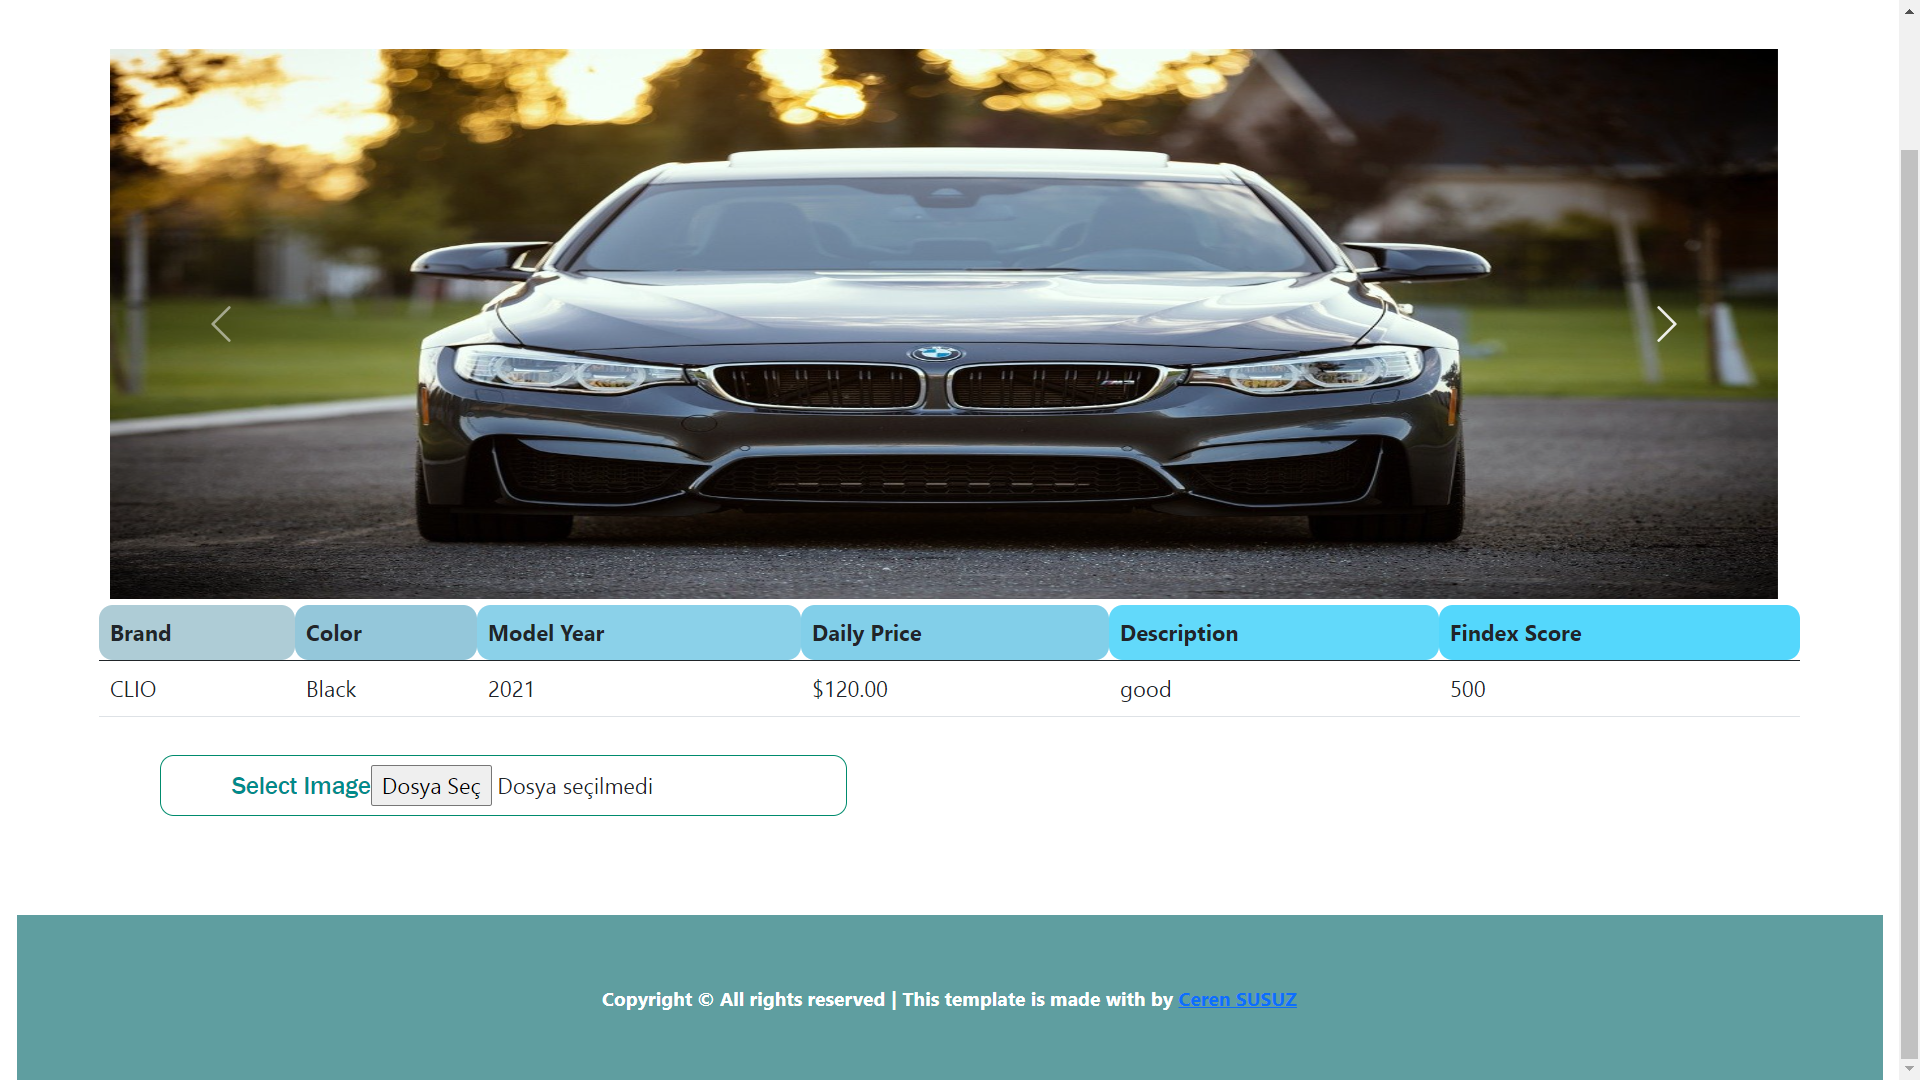 Brand Color Model Year Daily Price Description Findex Score
CLIO Black 2021 $120.00 good 500
Select Image Dosya Seç Dosya seçilmedi
Copyright © All rights reserved | This template is made with by Ceren SUSUZ